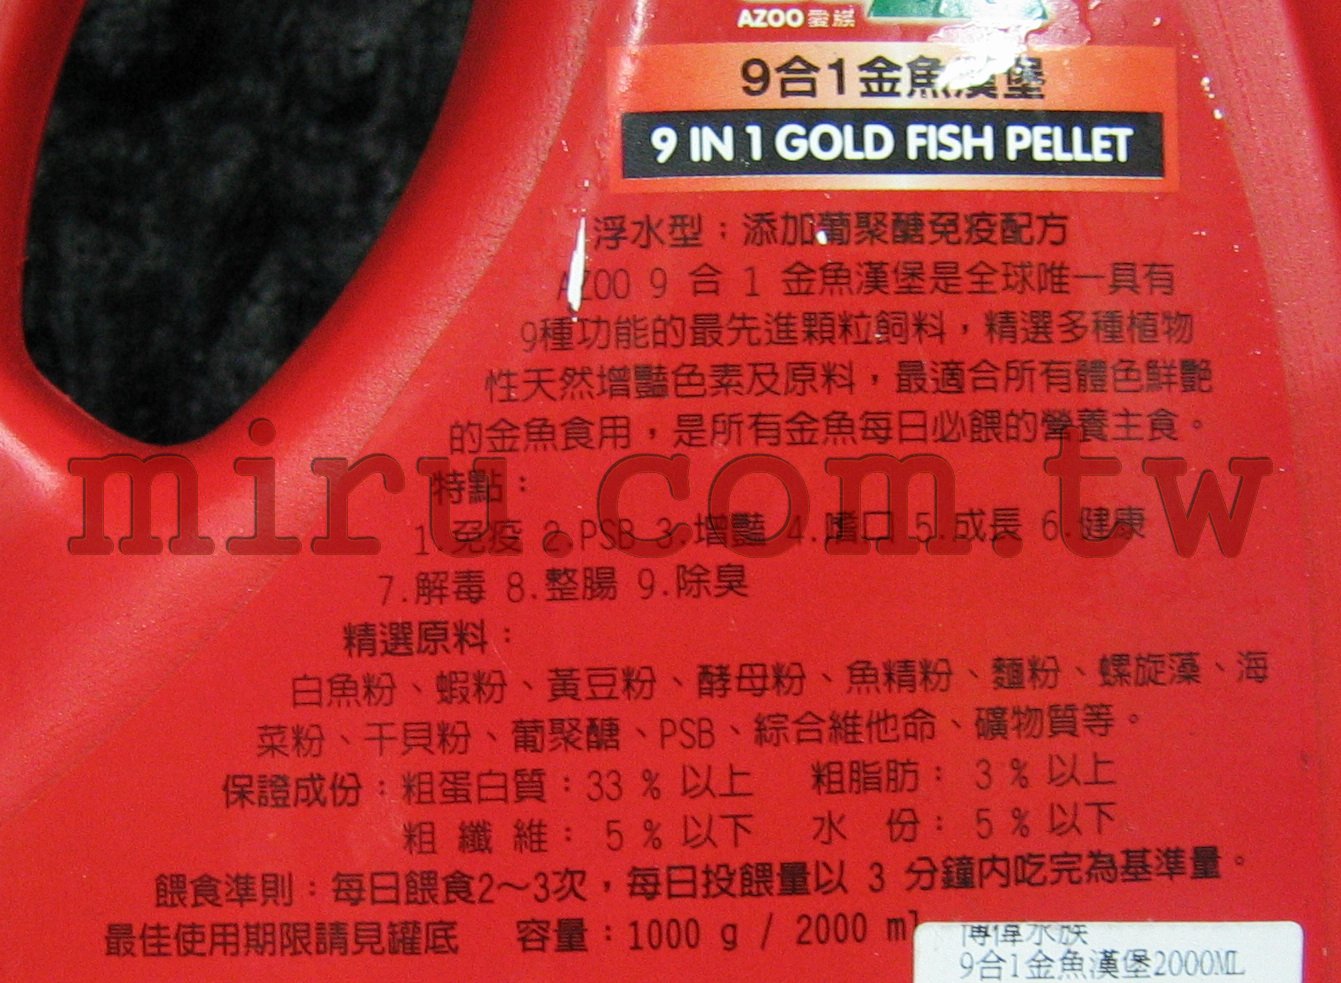 AZOO 愛族
9合1金魚漢堡
9 IN 1 GOLD FISH PELLET
浮水型：添加葡聚醣免疫配方
AZOO 9 合 1 金魚漢堡是全球唯一具有
9種功能的最先進顆粒飼料，精選多種植物
性天然增豔色素及原料，最適合所有體色鮮艷
的金魚食用，是所有金魚每日必餵的營養主食。
特點：
1.免疫 2.PSB 3.增豔 4.嗜口 5.成長 6.健康
7.解毒 8.整腸 9.除臭
精選原料：
白魚粉、蝦粉、黃豆粉、酵母粉、魚精粉、麵粉、螺旋藻、海
菜粉、干貝粉、葡聚醣、PSB、綜合維他命、礦物質等。
保證成份：粗蛋白質：33 % 以上 粗脂肪： 3 % 以上
粗 纖 維： 5 % 以下 水 份： 5 % 以下
餵食準則：每日餵食2～3次，每日投餵量以 3 分鐘內吃完為基準量。
最佳使用期限請見罐底 容量：1000 g / 2000 ml
博偉水族
9合1金魚漢堡2000ML
miru.com.tw